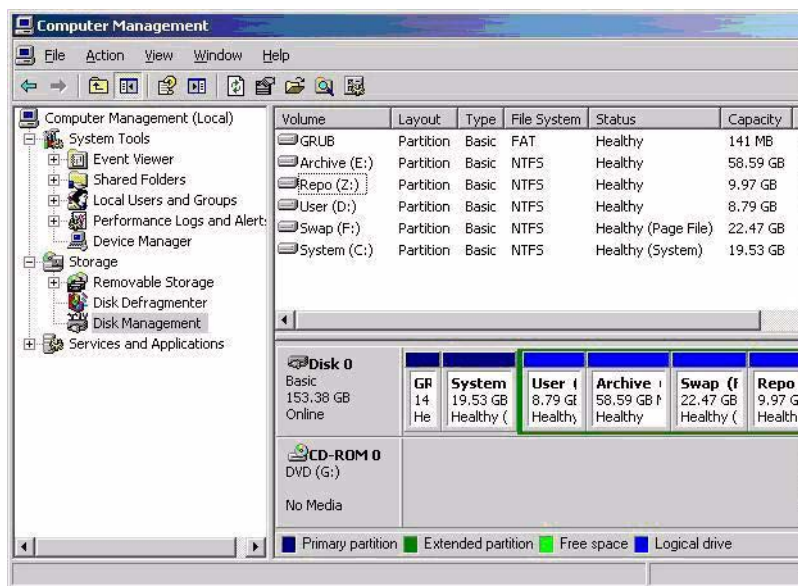 Computer Management
File Action View Window Help
Computer Management (Local)
System Tools
Event Viewer
Shared Folders
Local Users and Groups
Performance Logs and Alert
Device Manager
Storage
Removable Storage
Disk Defragmenter
Disk Management
Services and Applications
Volume Layout Type File System Status Capacity
GRUB Partition Basic FAT Healthy 141 MB
Archive (E:) Partition Basic NTFS Healthy 58.59 GB
Repo (Z:) Partition Basic NTFS Healthy 9.97 GB
User (D:) Partition Basic NTFS Healthy 8.79 GB
Swap (F:) Partition Basic NTFS Healthy (Page File) 22.47 GB
System (C:) Partition Basic NTFS Healthy (System) 19.53 GB
Disk 0
Basic
153.38 GB
Online
GR
14
He
System
19.53 GB
Healthy (
User (
8.79 GB
Healthy
Archive
58.59 GB
Healthy
Swap (F
22.47 GB
Healthy (
Repo
9.97 G
Health
CD-ROM 0
DVD (G:)
No Media
Primary partition Extended partition Free space Logical drive